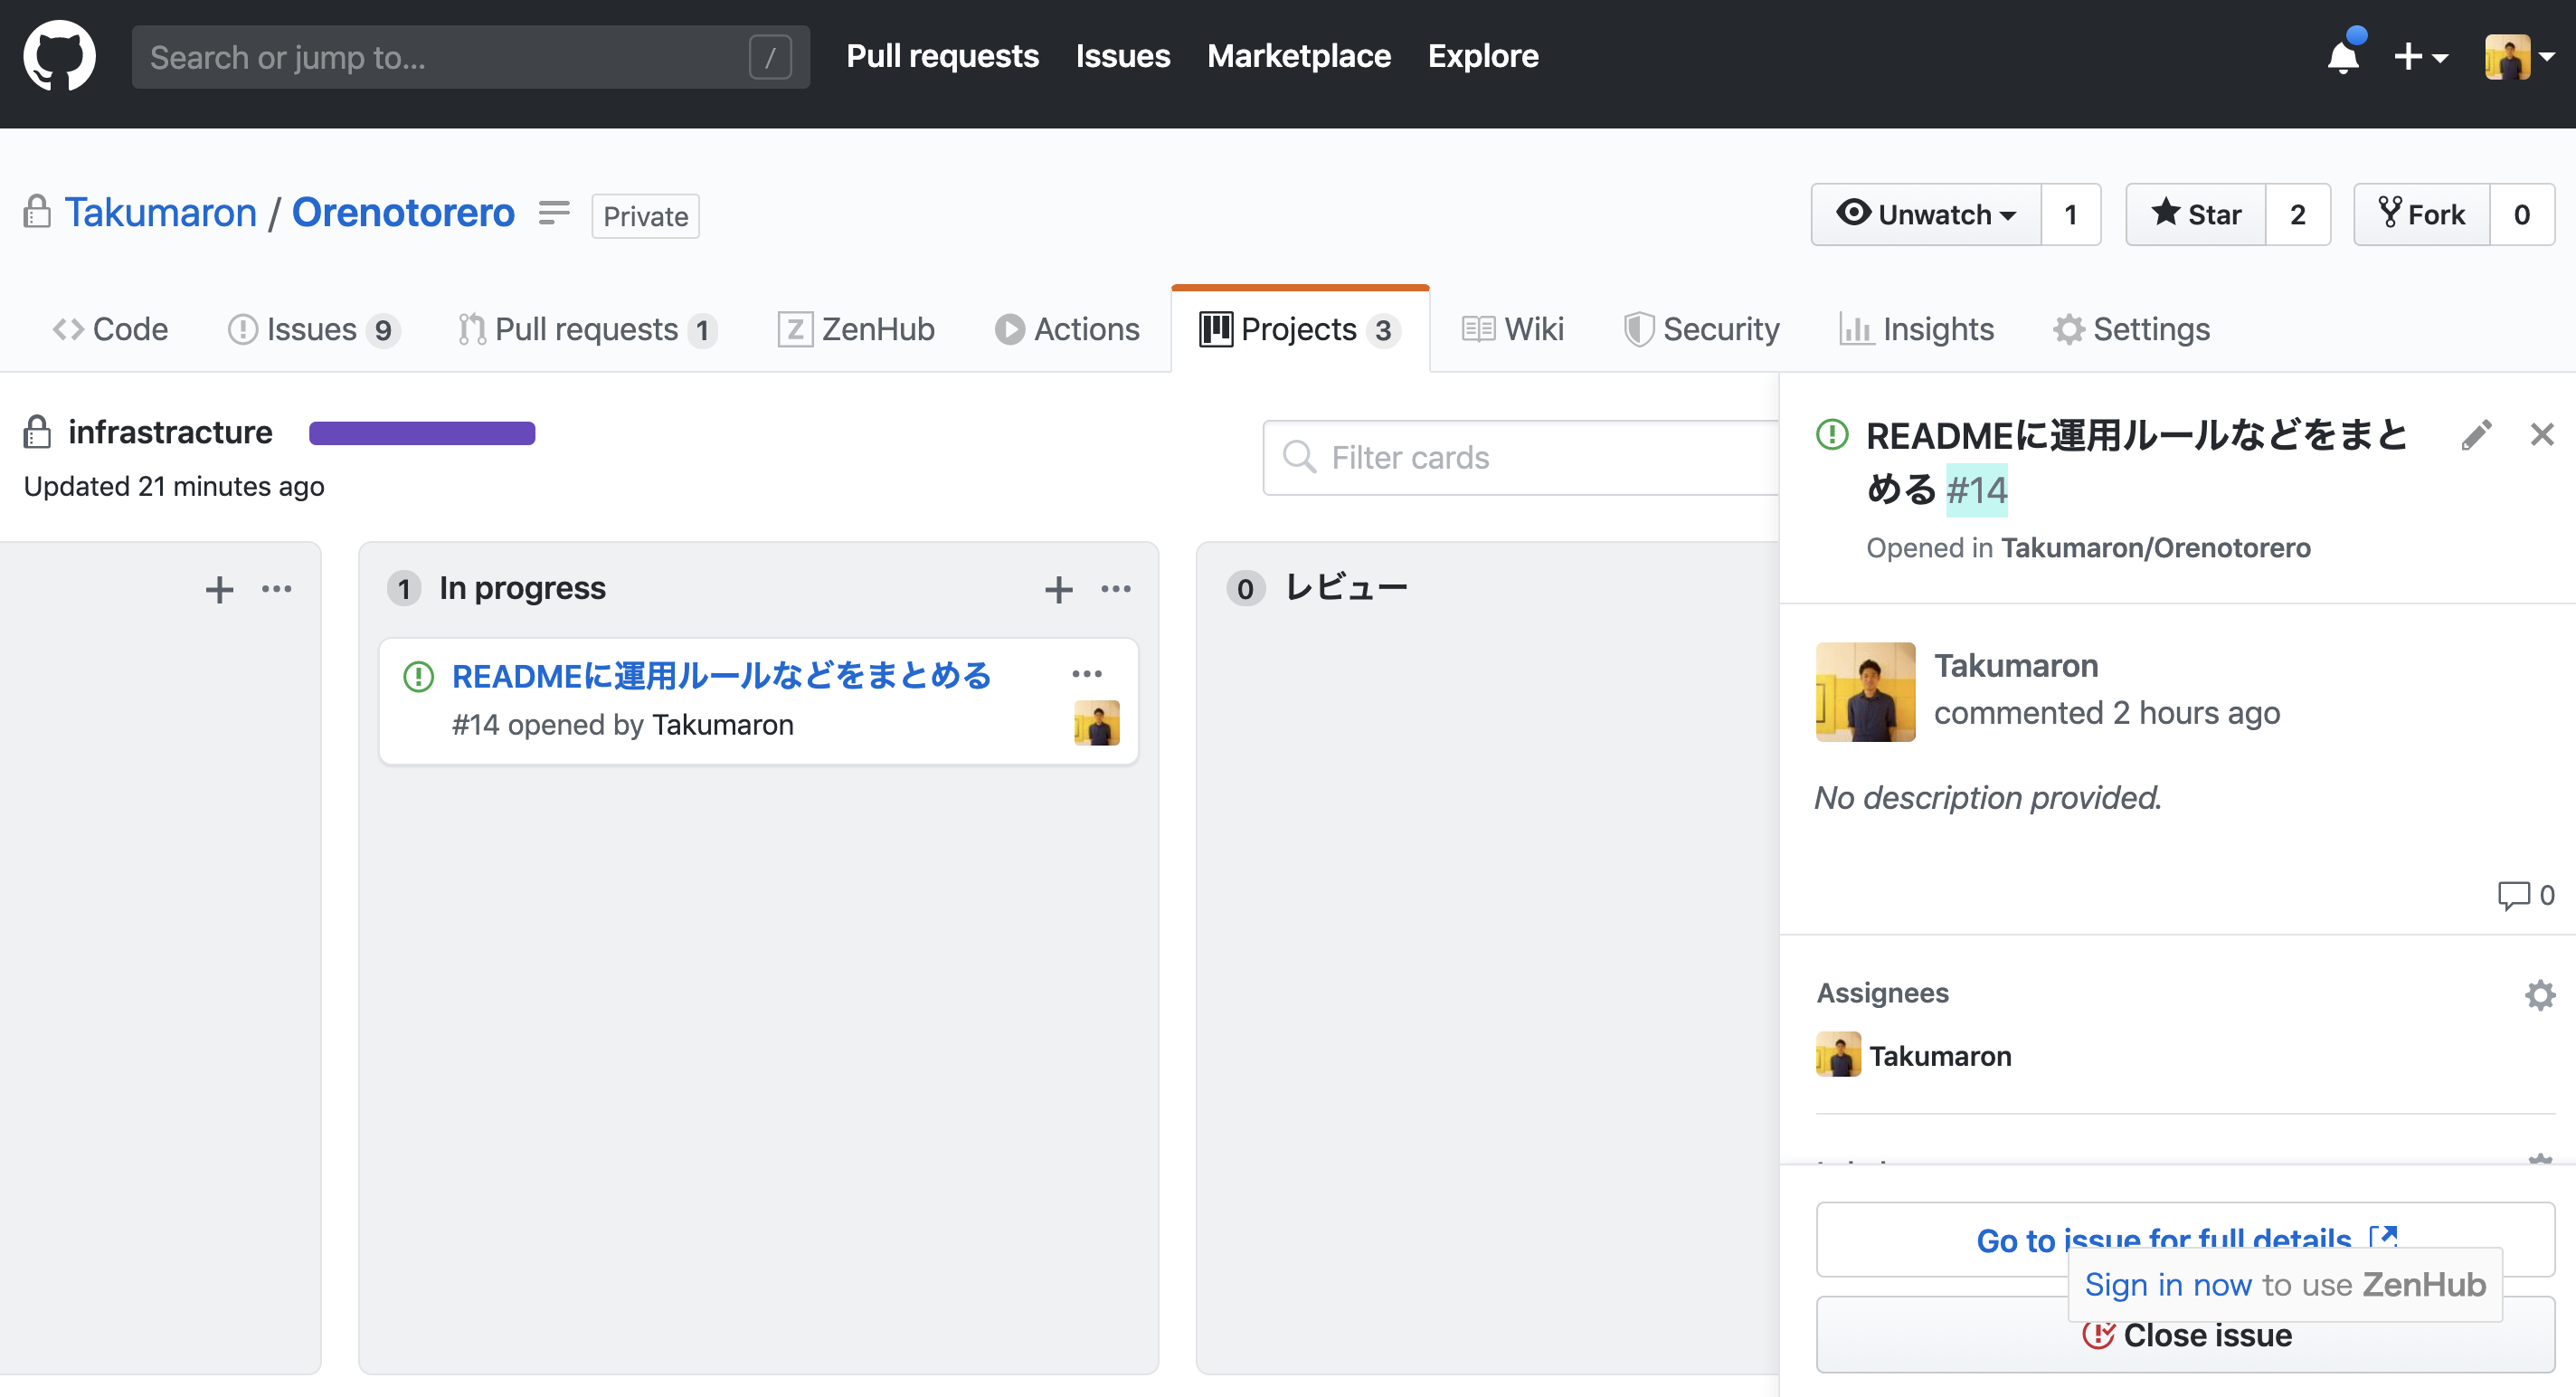 Search or jump to...
/
Pull requests
Issues
Marketplace
Explore
Takumaron / Orenotorero
Private
Unwatch
1
Star
2
Fork
0
Code
Issues 9
Pull requests 1
Z ZenHub
Actions
Projects 3
Wiki
Security
Insights
Settings
infrastracture
Updated 21 minutes ago
Filter cards
1 In progress
READMEに運用ルールなどをまとめる
#14 opened by Takumaron
0 レビュー
READMEに運用ルールなどをまと
める #14
Opened in Takumaron/Orenotorero
Takumaron
commented 2 hours ago
No description provided.
0
Assignees
Takumaron
Go to issue for full details
Sign in now to use ZenHub
Close issue